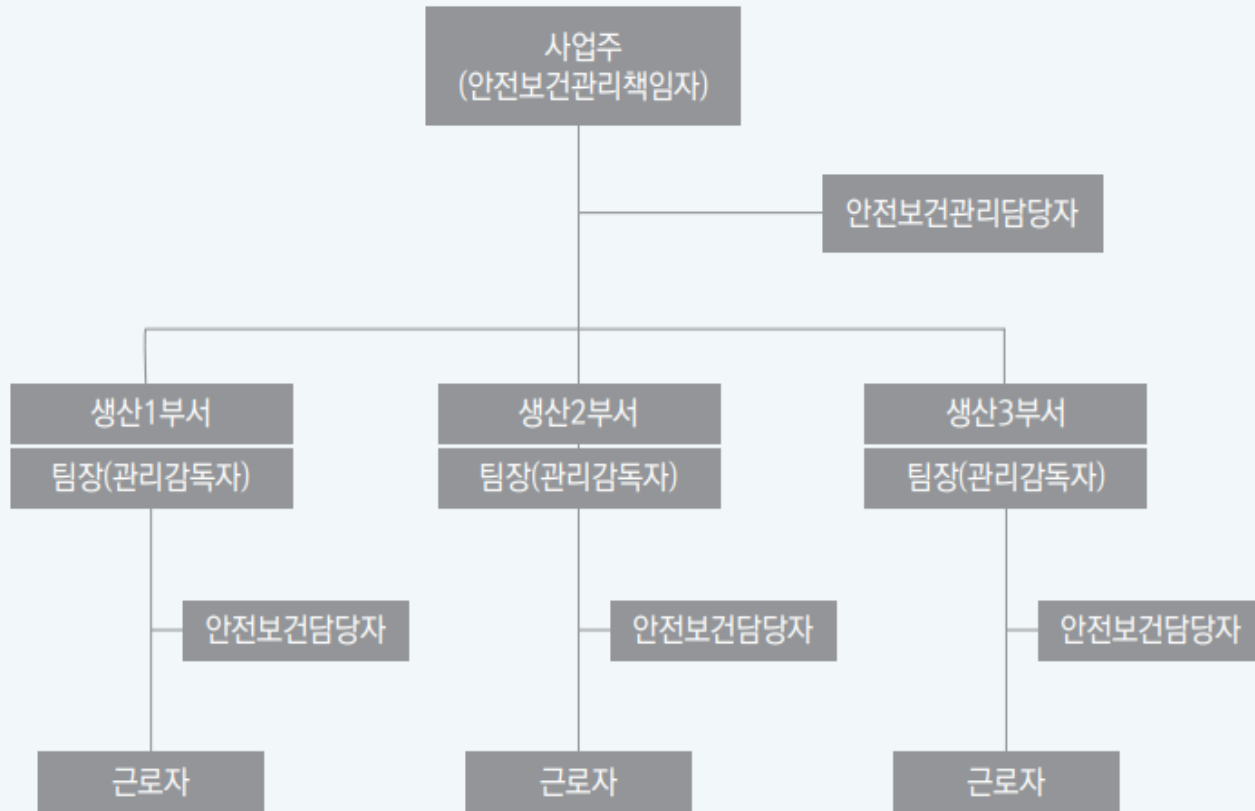 사업주
(안전보건관리책임자)
안전보건관리담당자
생산1부서
생산2부서
생산3부서
팀장(관리감독자)
팀장(관리감독자)
팀장(관리감독자)
안전보건담당자
안전보건담당자
안전보건담당자
근로자
근로자
근로자